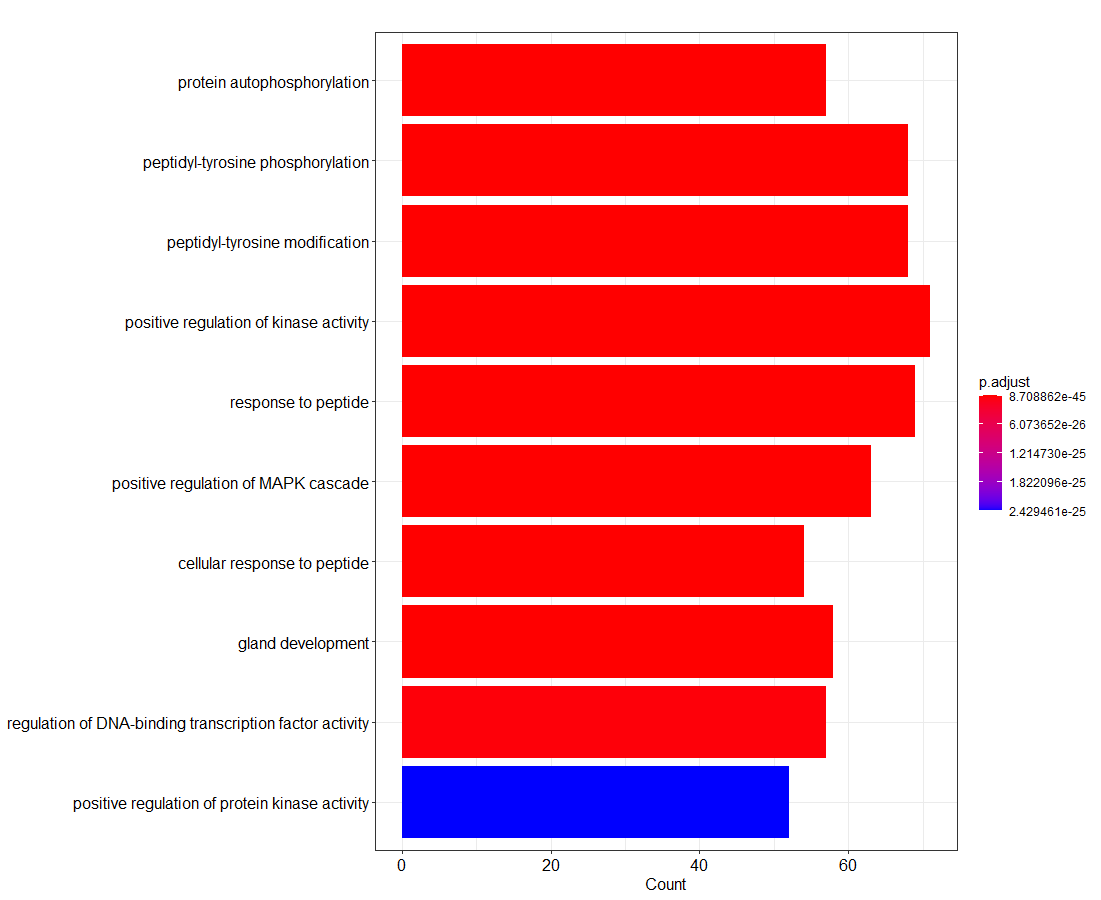 protein autophosphorylation
peptidyl-tyrosine phosphorylation
peptidyl-tyrosine modification
positive regulation of kinase activity
response to peptide
positive regulation of MAPK cascade
cellular response to peptide
gland development
regulation of DNA-binding transcription factor activity
positive regulation of protein kinase activity
0 20 40 60
Count
p.adjust
8.708862e-45
6.073652e-26
1.214730e-25
1.822096e-25
2.429461e-25